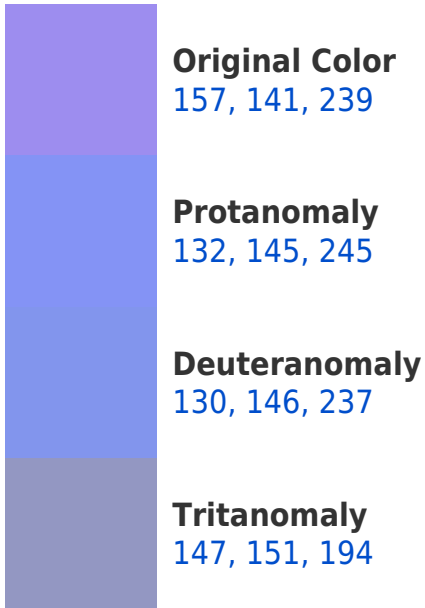 Original Color
157, 141, 239
Protanomaly
132, 145, 245
Deuteranomaly
130, 146, 237
Tritanomaly
147, 151, 194